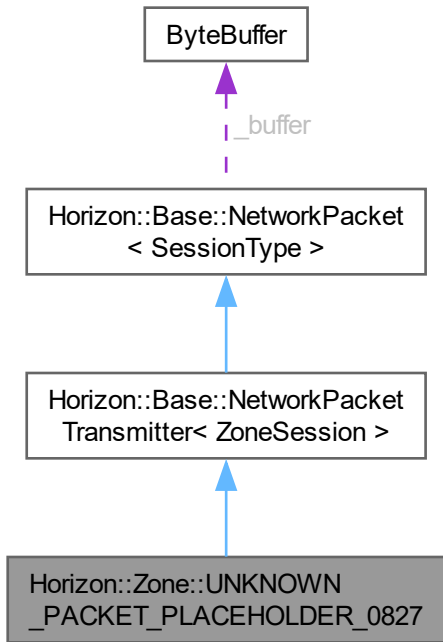 ByteBuffer
_buffer
Horizon::Base::NetworkPacket
< SessionType >
Horizon::Base::NetworkPacket
Transmitter< ZoneSession >
Horizon::Zone::UNKNOWN
_PACKET_PLACEHOLDER_0827